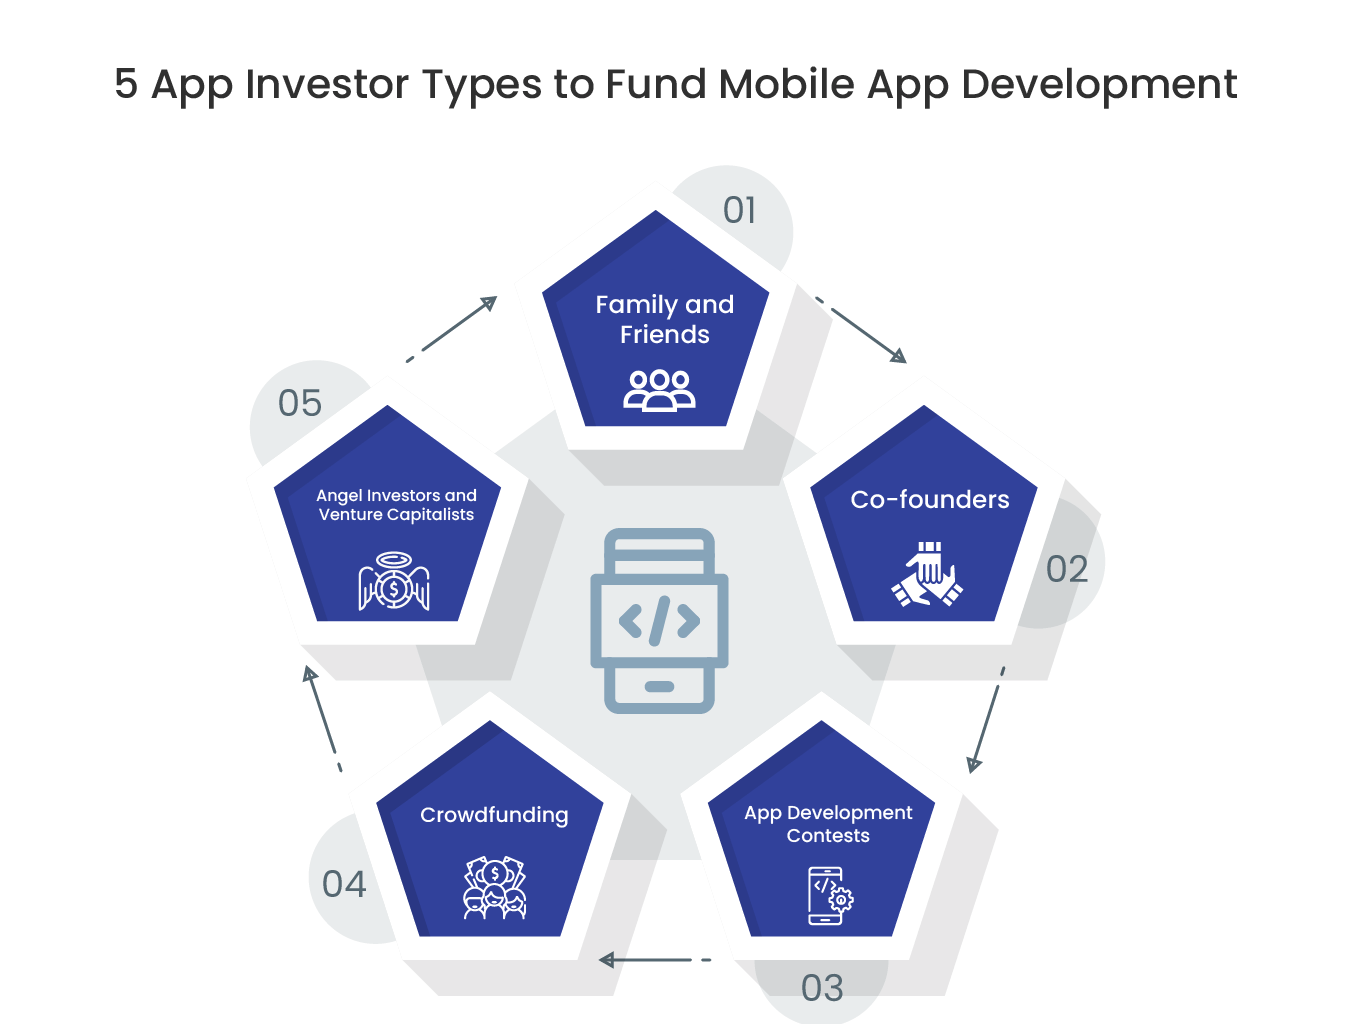 5 App Investor Types to Fund Mobile App Development
01
Family and
Friends
02
Co-founders
03
App Development
Contests
04
Crowdfunding
05
Angel Investors and
Venture Capitalists
</>
$
$
</>